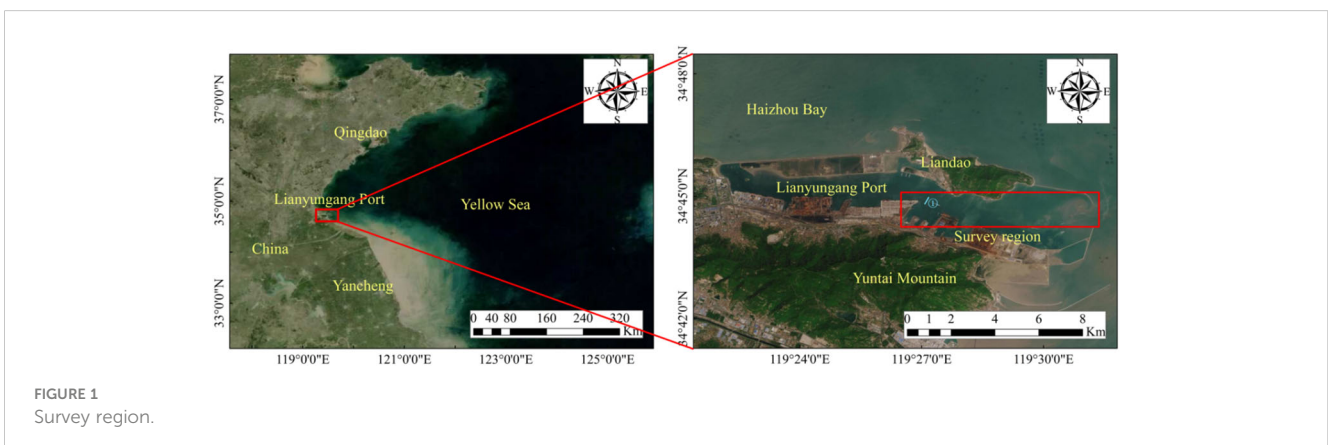 N
W
E
S
37°0'0"N
35°0'0"N
33°0'0"N
Qingdao
Lianyungang Port
Yellow Sea
China
Yancheng
0 40 80 160 240 320
Km
119°0'0"E 121°0'0"E 123°0'0"E 125°0'0"E
N
W
E
S
34°48'0"N
34°45'0"N
34°42'0"N
Haizhou Bay
Liandao
Lianyungang Port
①
Survey region
Yuntai Mountain
0 1 2 4 6 8
Km
119°24'0"E 119°27'0"E 119°30'0"E
FIGURE 1
Survey region.